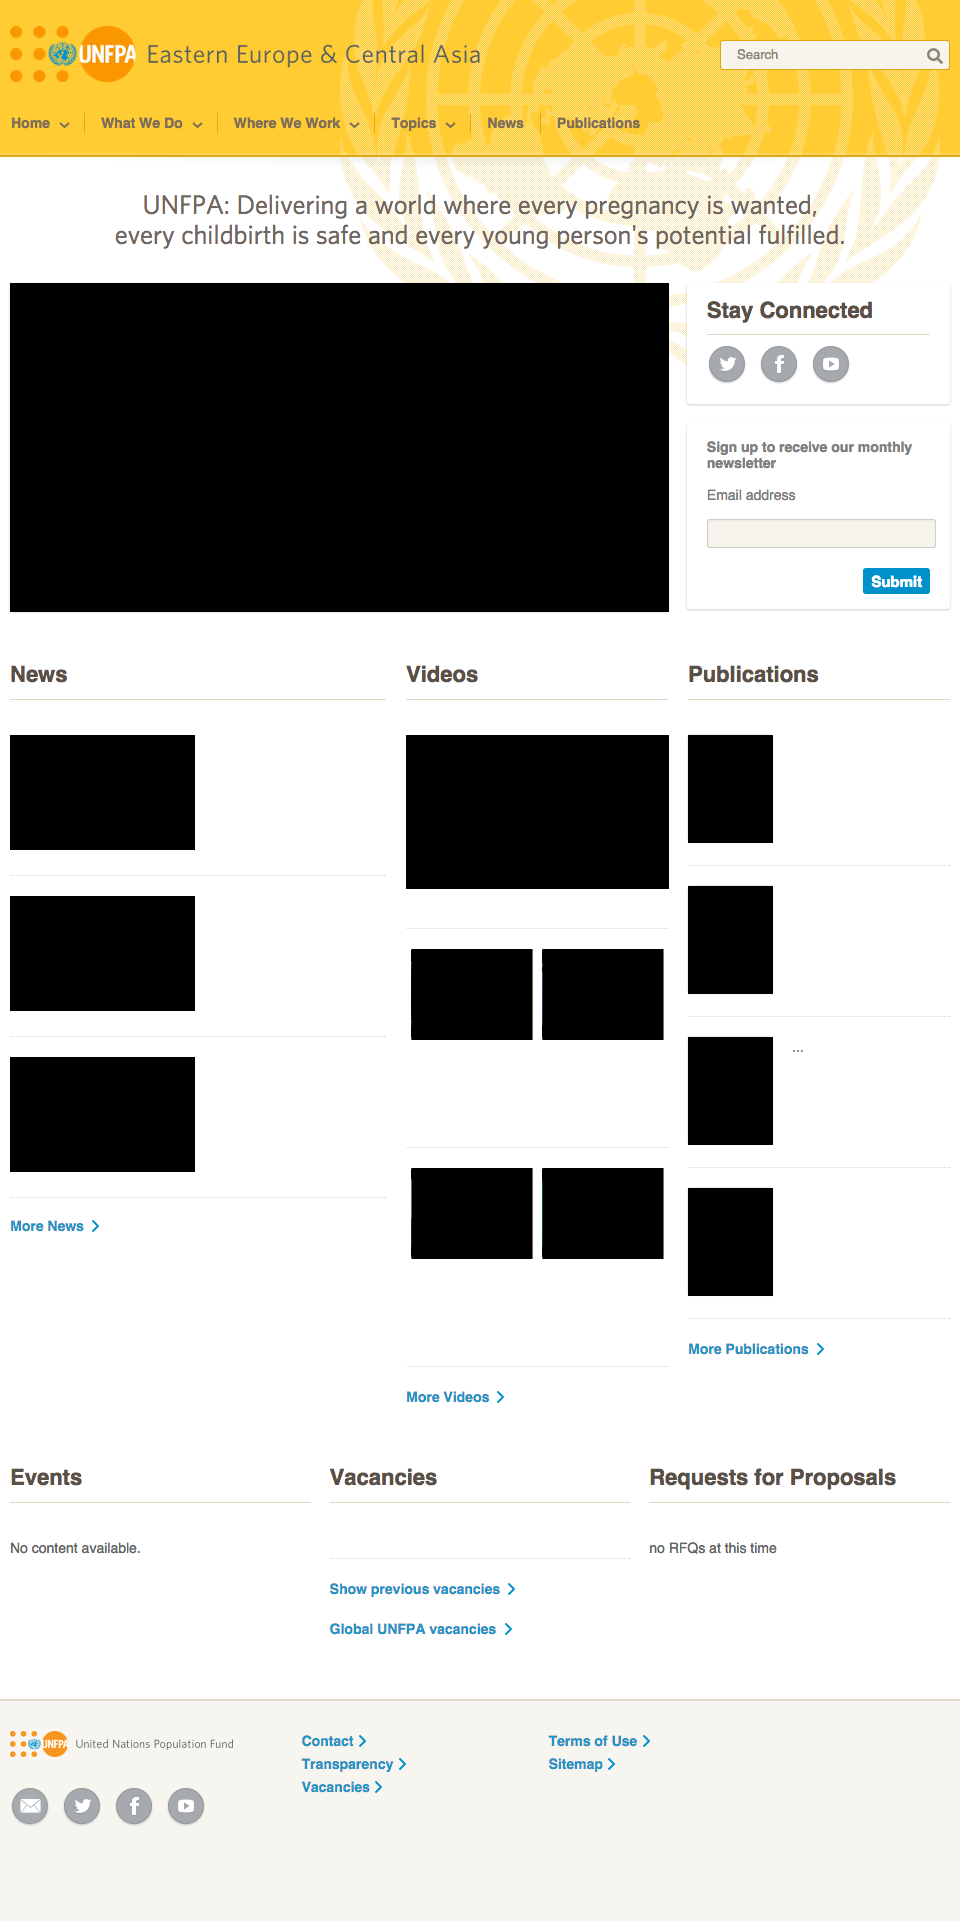 UNFPA Eastern Europe & Central Asia
Search
Home
What We Do
Where We Work
Topics
News
Publications
UNFPA: Delivering a world where every pregnancy is wanted,
every childbirth is safe and every young person's potential fulfilled.
Stay Connected
Sign up to receive our monthly
newsletter
Email address
Submit
News
More News
Videos
More Videos
Publications
...
More Publications
Events
No content available.
Vacancies
Show previous vacancies
Global UNFPA vacancies
Requests for Proposals
no RFQs at this time
UNFPA United Nations Population Fund
Contact
Transparency
Vacancies
Terms of Use
Sitemap